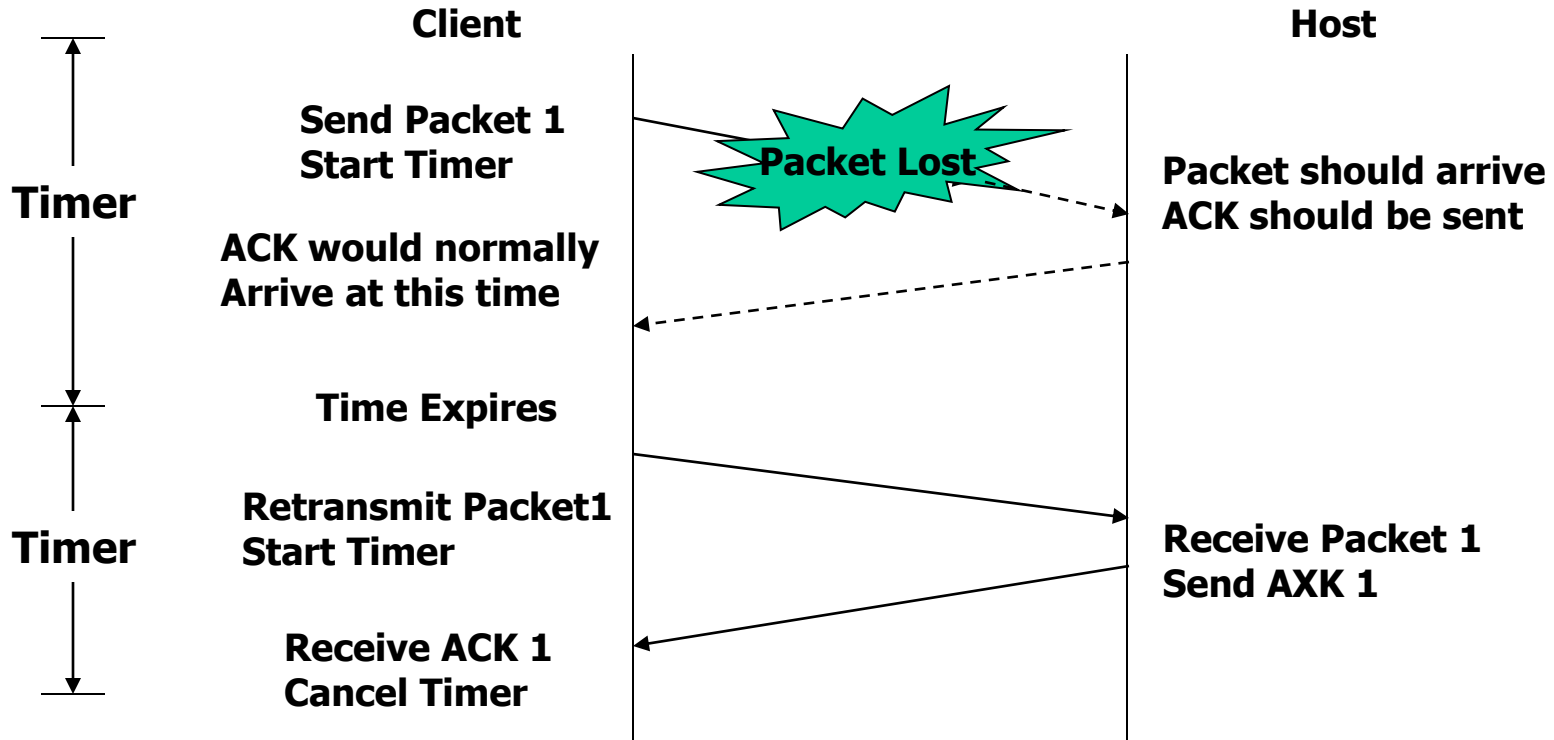 Client
Host
Send Packet 1
Start Timer
Packet Lost
Packet should arrive
ACK should be sent
Timer
ACK would normally
Arrive at this time
Time Expires
Retransmit Packet1
Start Timer
Timer
Receive Packet 1
Send AXK 1
Receive ACK 1
Cancel Timer